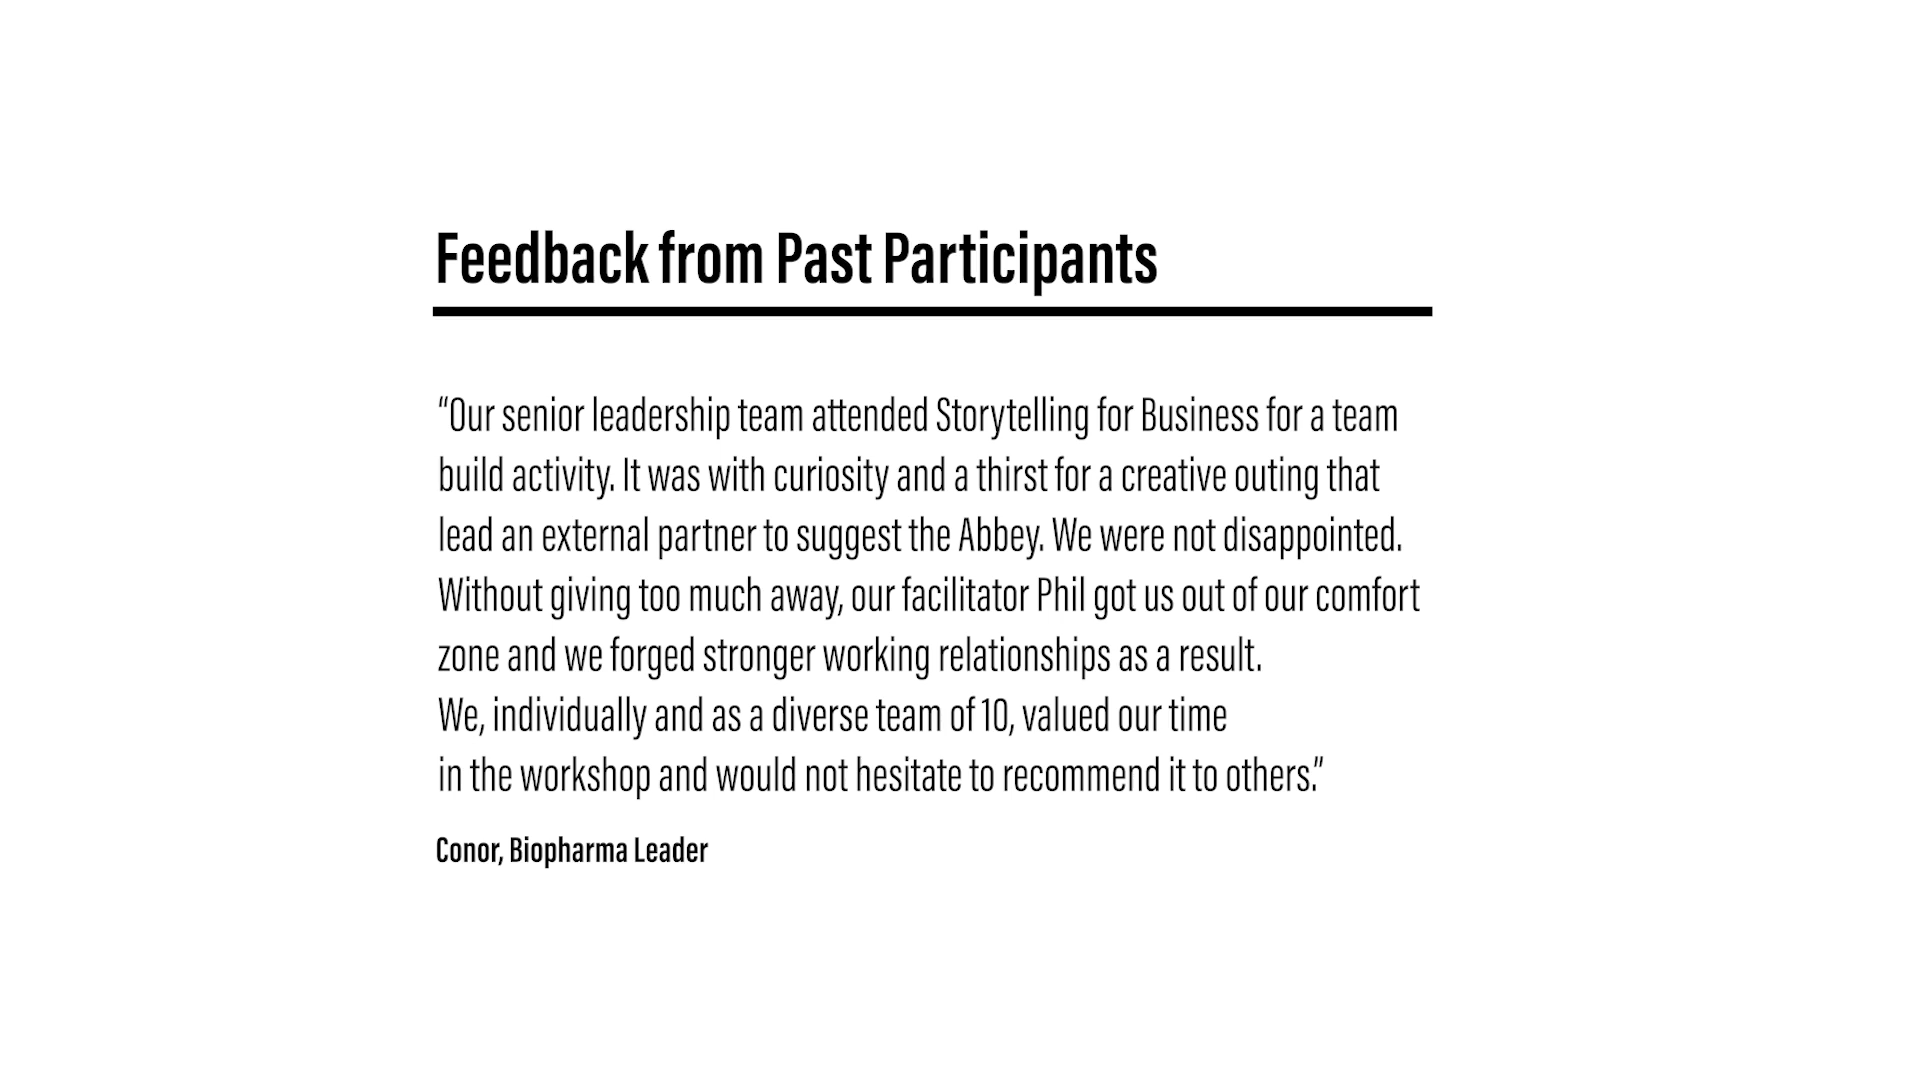 Feedback from Past Participants
“Our senior leadership team attended Storytelling for Business for a team
build activity. It was with curiosity and a thirst for a creative outing that
lead an external partner to suggest the Abbey. We were not disappointed.
Without giving too much away, our facilitator Phil got us out of our comfort
zone and we forged stronger working relationships as a result.
We, individually and as a diverse team of 10, valued our time
in the workshop and would not hesitate to recommend it to others.”
Conor, Biopharma Leader